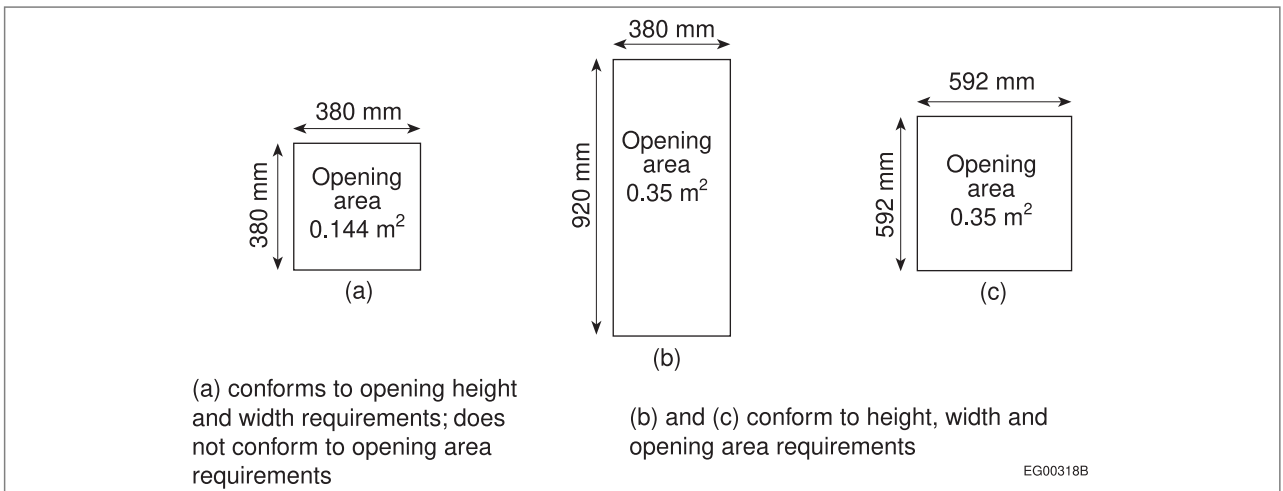 380 mm
380 mm
Opening
area
0.144 m²
(a)
380 mm
920 mm
Opening
area
0.35 m²
(b)
592 mm
592 mm
Opening
area
0.35 m²
(c)
(a) conforms to opening height
and width requirements; does
not conform to opening area
requirements
(b) and (c) conform to height, width and
opening area requirements
EG00318B